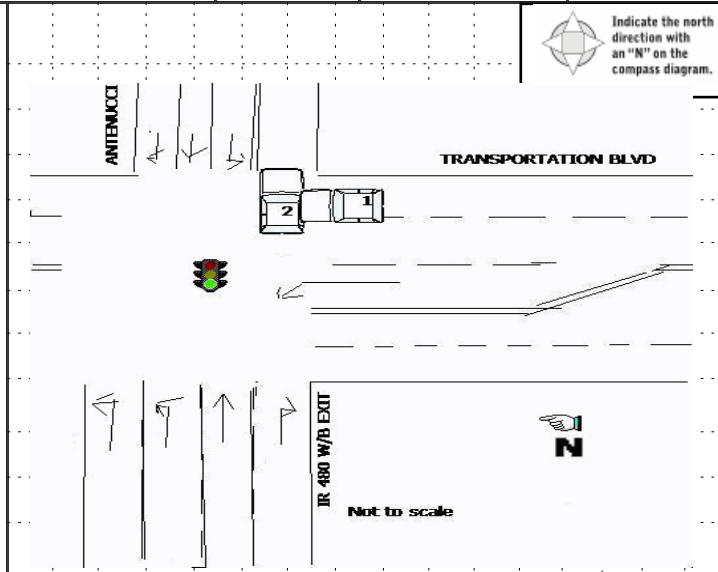 Indicate the north
direction with
an "N" on the
compass diagram.
ANTENUCCI
TRANSPORTATION BLVD
1
2
IR 480 W/B EXIT
N
Not to scale